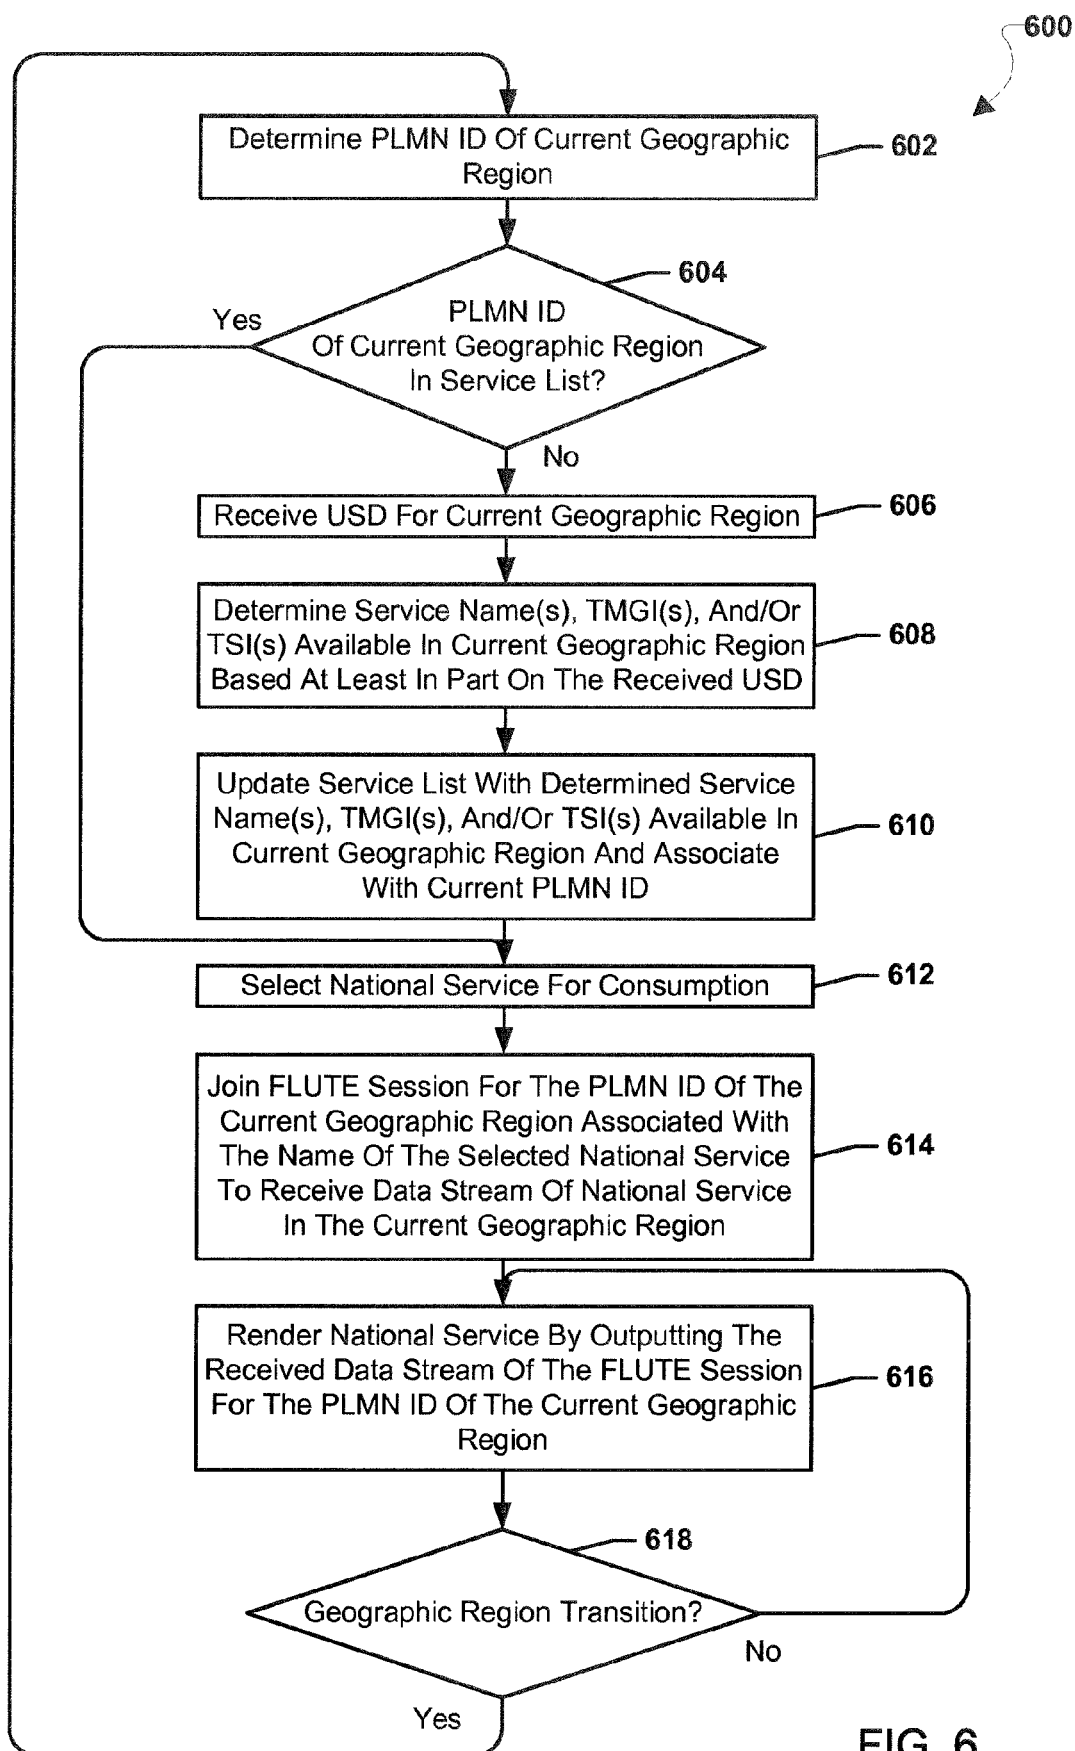 600
Determine PLMN ID Of Current Geographic
Region
602
604
PLMN ID
Of Current Geographic Region
In Service List?
Yes
No
Receive USD For Current Geographic Region
606
Determine Service Name(s), TMGI(s), And/Or
TSI(s) Available In Current Geographic Region
Based At Least In Part On The Received USD
608
Update Service List With Determined Service
Name(s), TMGI(s), And/Or TSI(s) Available In
Current Geographic Region And Associate
With Current PLMN ID
610
Select National Service For Consumption
612
Join FLUTE Session For The PLMN ID Of The
Current Geographic Region Associated With
The Name Of The Selected National Service
To Receive Data Stream Of National Service
In The Current Geographic Region
614
Render National Service By Outputting The
Received Data Stream Of The FLUTE Session
For The PLMN ID Of The Current Geographic
Region
616
618
Geographic Region Transition?
No
Yes
FIG. 6